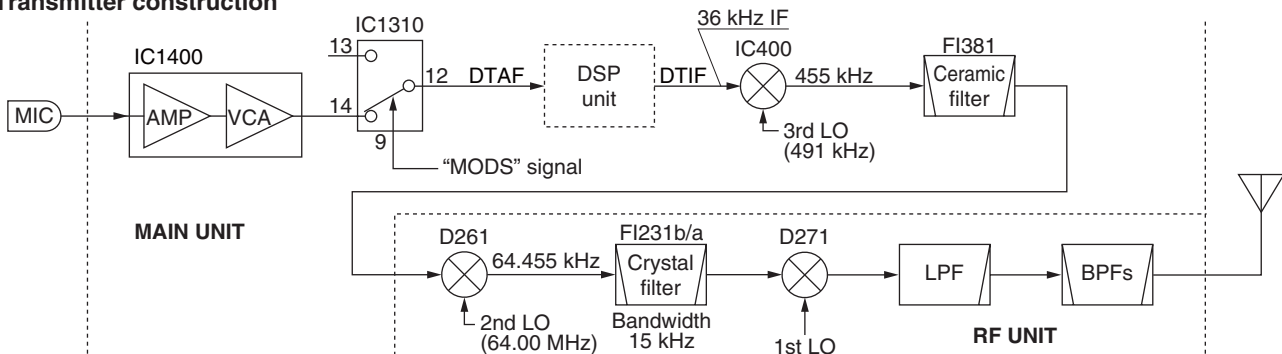 Transmitter construction
IC1400
MIC
AMP
VCA
MAIN UNIT
IC1310
13
14
12
9
"MODS" signal
DTAF
DSP
unit
DTIF
36 kHz IF
IC400
3rd LO
(491 kHz)
455 kHz
FI381
Ceramic
filter
D261
2nd LO
(64.00 MHz)
64.455 kHz
FI231b/a
Crystal
filter
Bandwidth
15 kHz
D271
1st LO
LPF
BPFs
RF UNIT